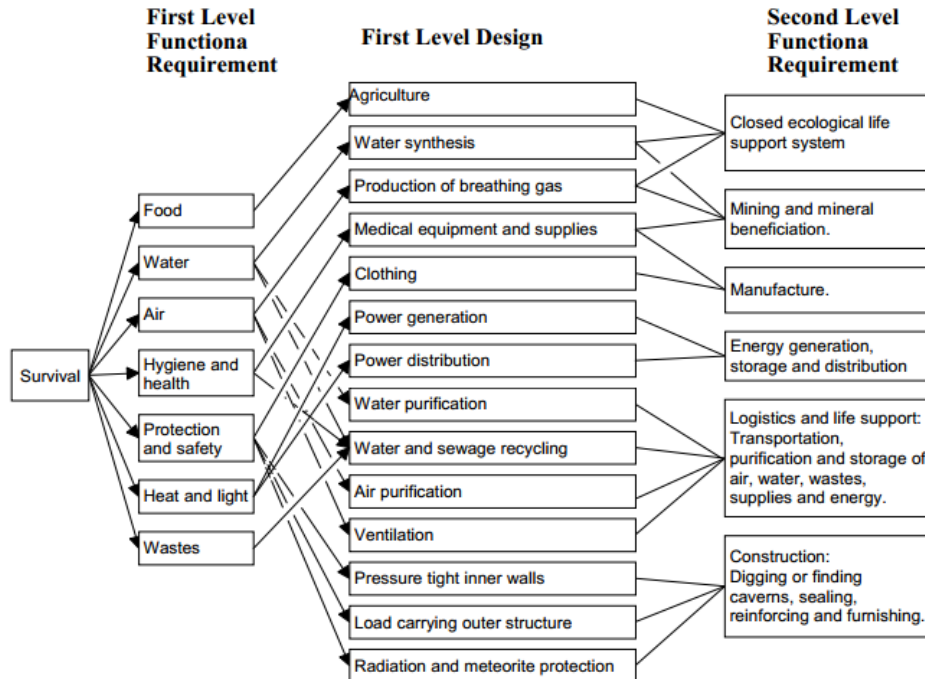 First Level
Functiona
Requirement
First Level Design
Second Level
Functiona
Requirement
Survival
Food
Water
Air
Hygiene and
health
Protection
and safety
Heat and light
Wastes
Agriculture
Water synthesis
Production of breathing gas
Medical equipment and supplies
Clothing
Power generation
Power distribution
Water purification
Water and sewage recycling
Air purification
Ventilation
Pressure tight inner walls
Load carrying outer structure
Radiation and meteorite protection
Closed ecological life
support system
Mining and mineral
beneficiation.
Manufacture.
Energy generation,
storage and distribution
Logistics and life support:
Transportation,
purification and storage of
air, water, wastes,
supplies and energy.
Construction:
Digging or finding
caverns, sealing,
reinforcing and furnishing.